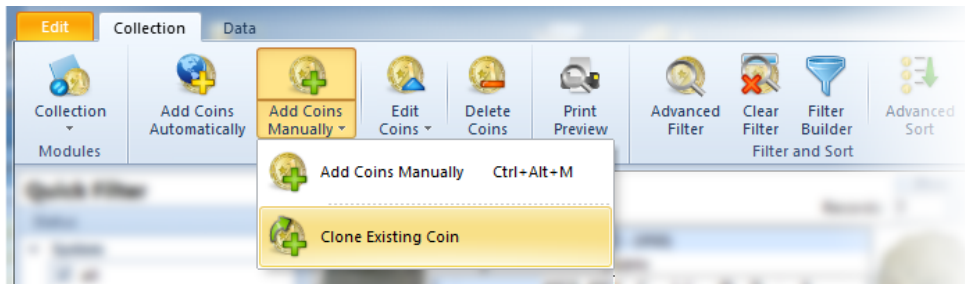 Edit Collection Data
Collection
Add Coins
Automatically
Add Coins
Manually
Edit
Coins
Delete
Coins
Print
Preview
Advanced
Filter
Clear
Filter
Filter
Builder
Advanced
Sort
Modules
Filter and Sort
Add Coins Manually Ctrl+Alt+M
Clone Existing Coin
Quick Filter